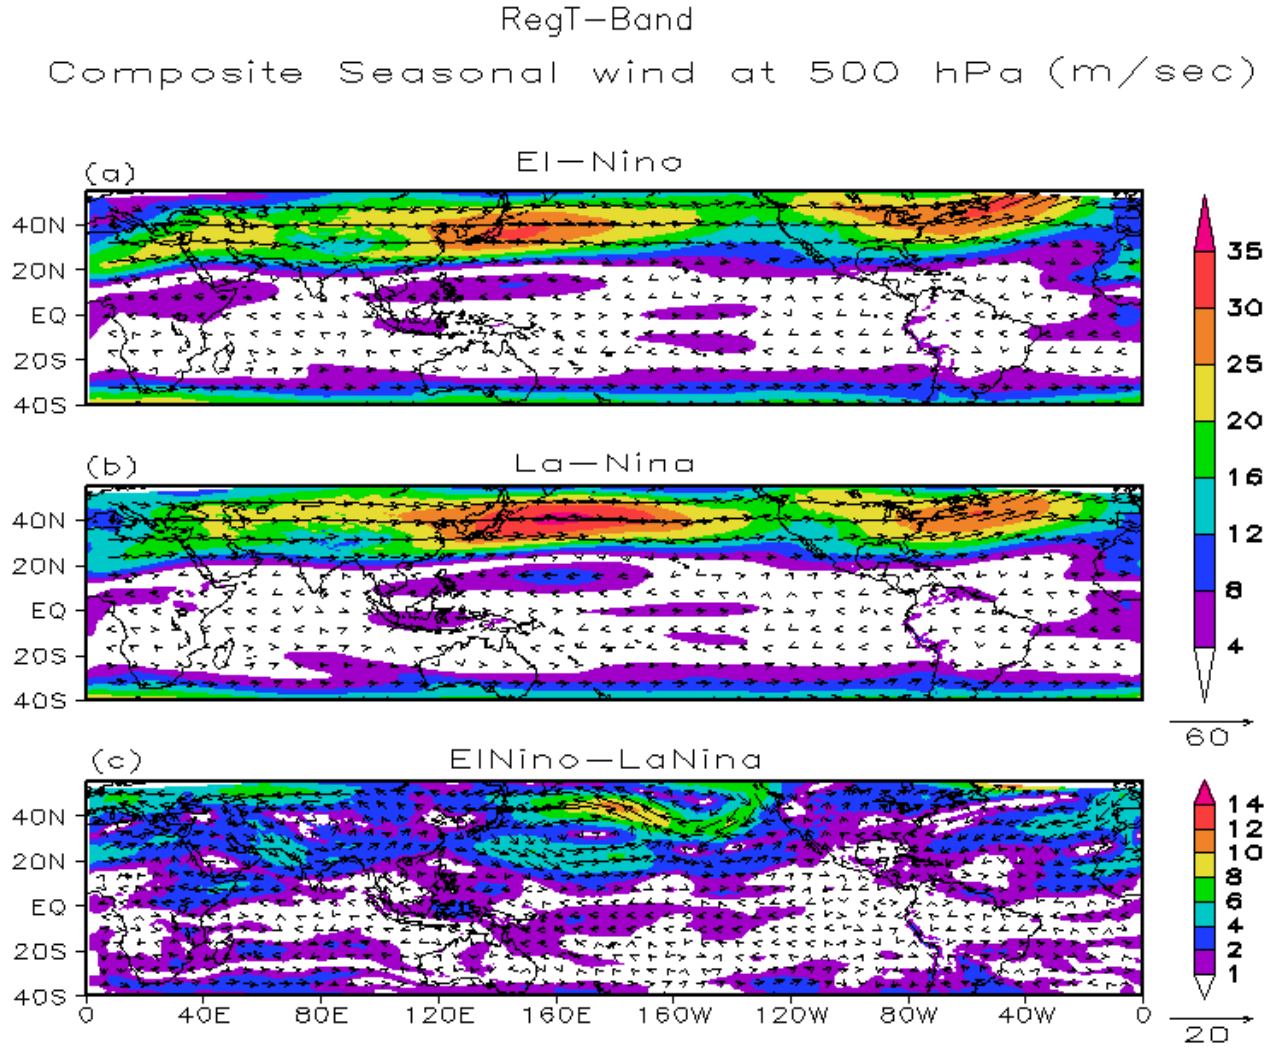 RegT-Band
Composite Seasonal wind at 500 hPa (m/sec)
(a) El-Nino
40N
20N
EQ
20S
40S
35
30
25
20
16
12
8
4
60
(b) La-Nina
40N
20N
EQ
20S
40S
(c) ElNino-LaNina
40N
20N
EQ
20S
40S
0 40E 80E 120E 160E 160W 120W 80W 40W 0
14
12
10
8
6
4
2
1
20